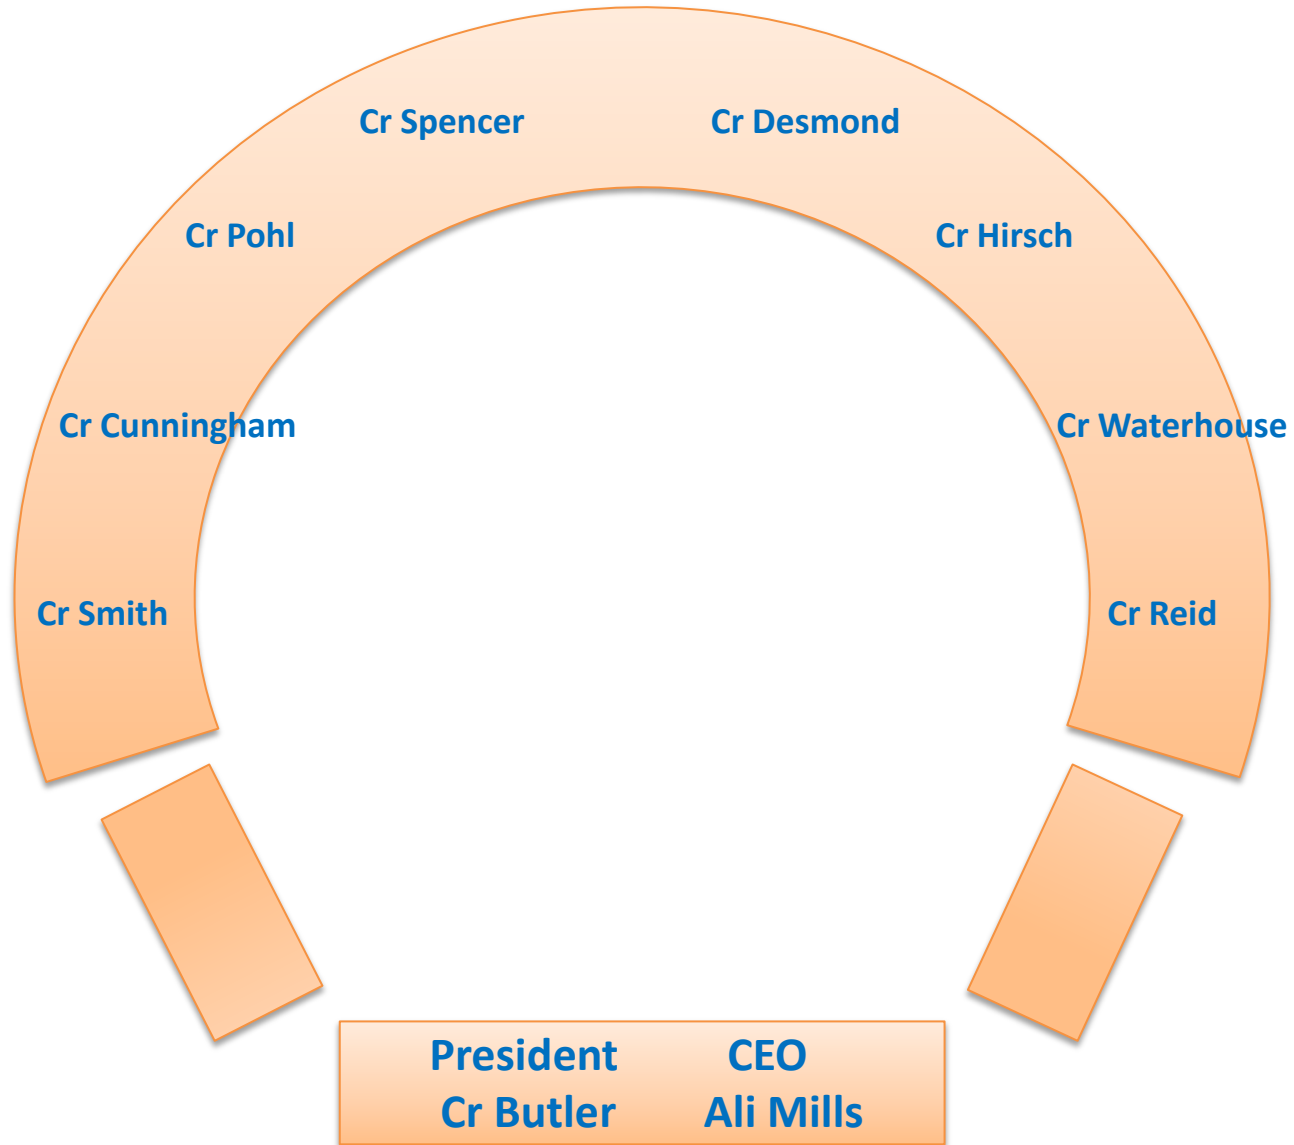 Cr Spencer
Cr Desmond
Cr Pohl
Cr Hirsch
Cr Cunningham
Cr Waterhouse
Cr Smith
Cr Reid
President CEO
Cr Butler Ali Mills